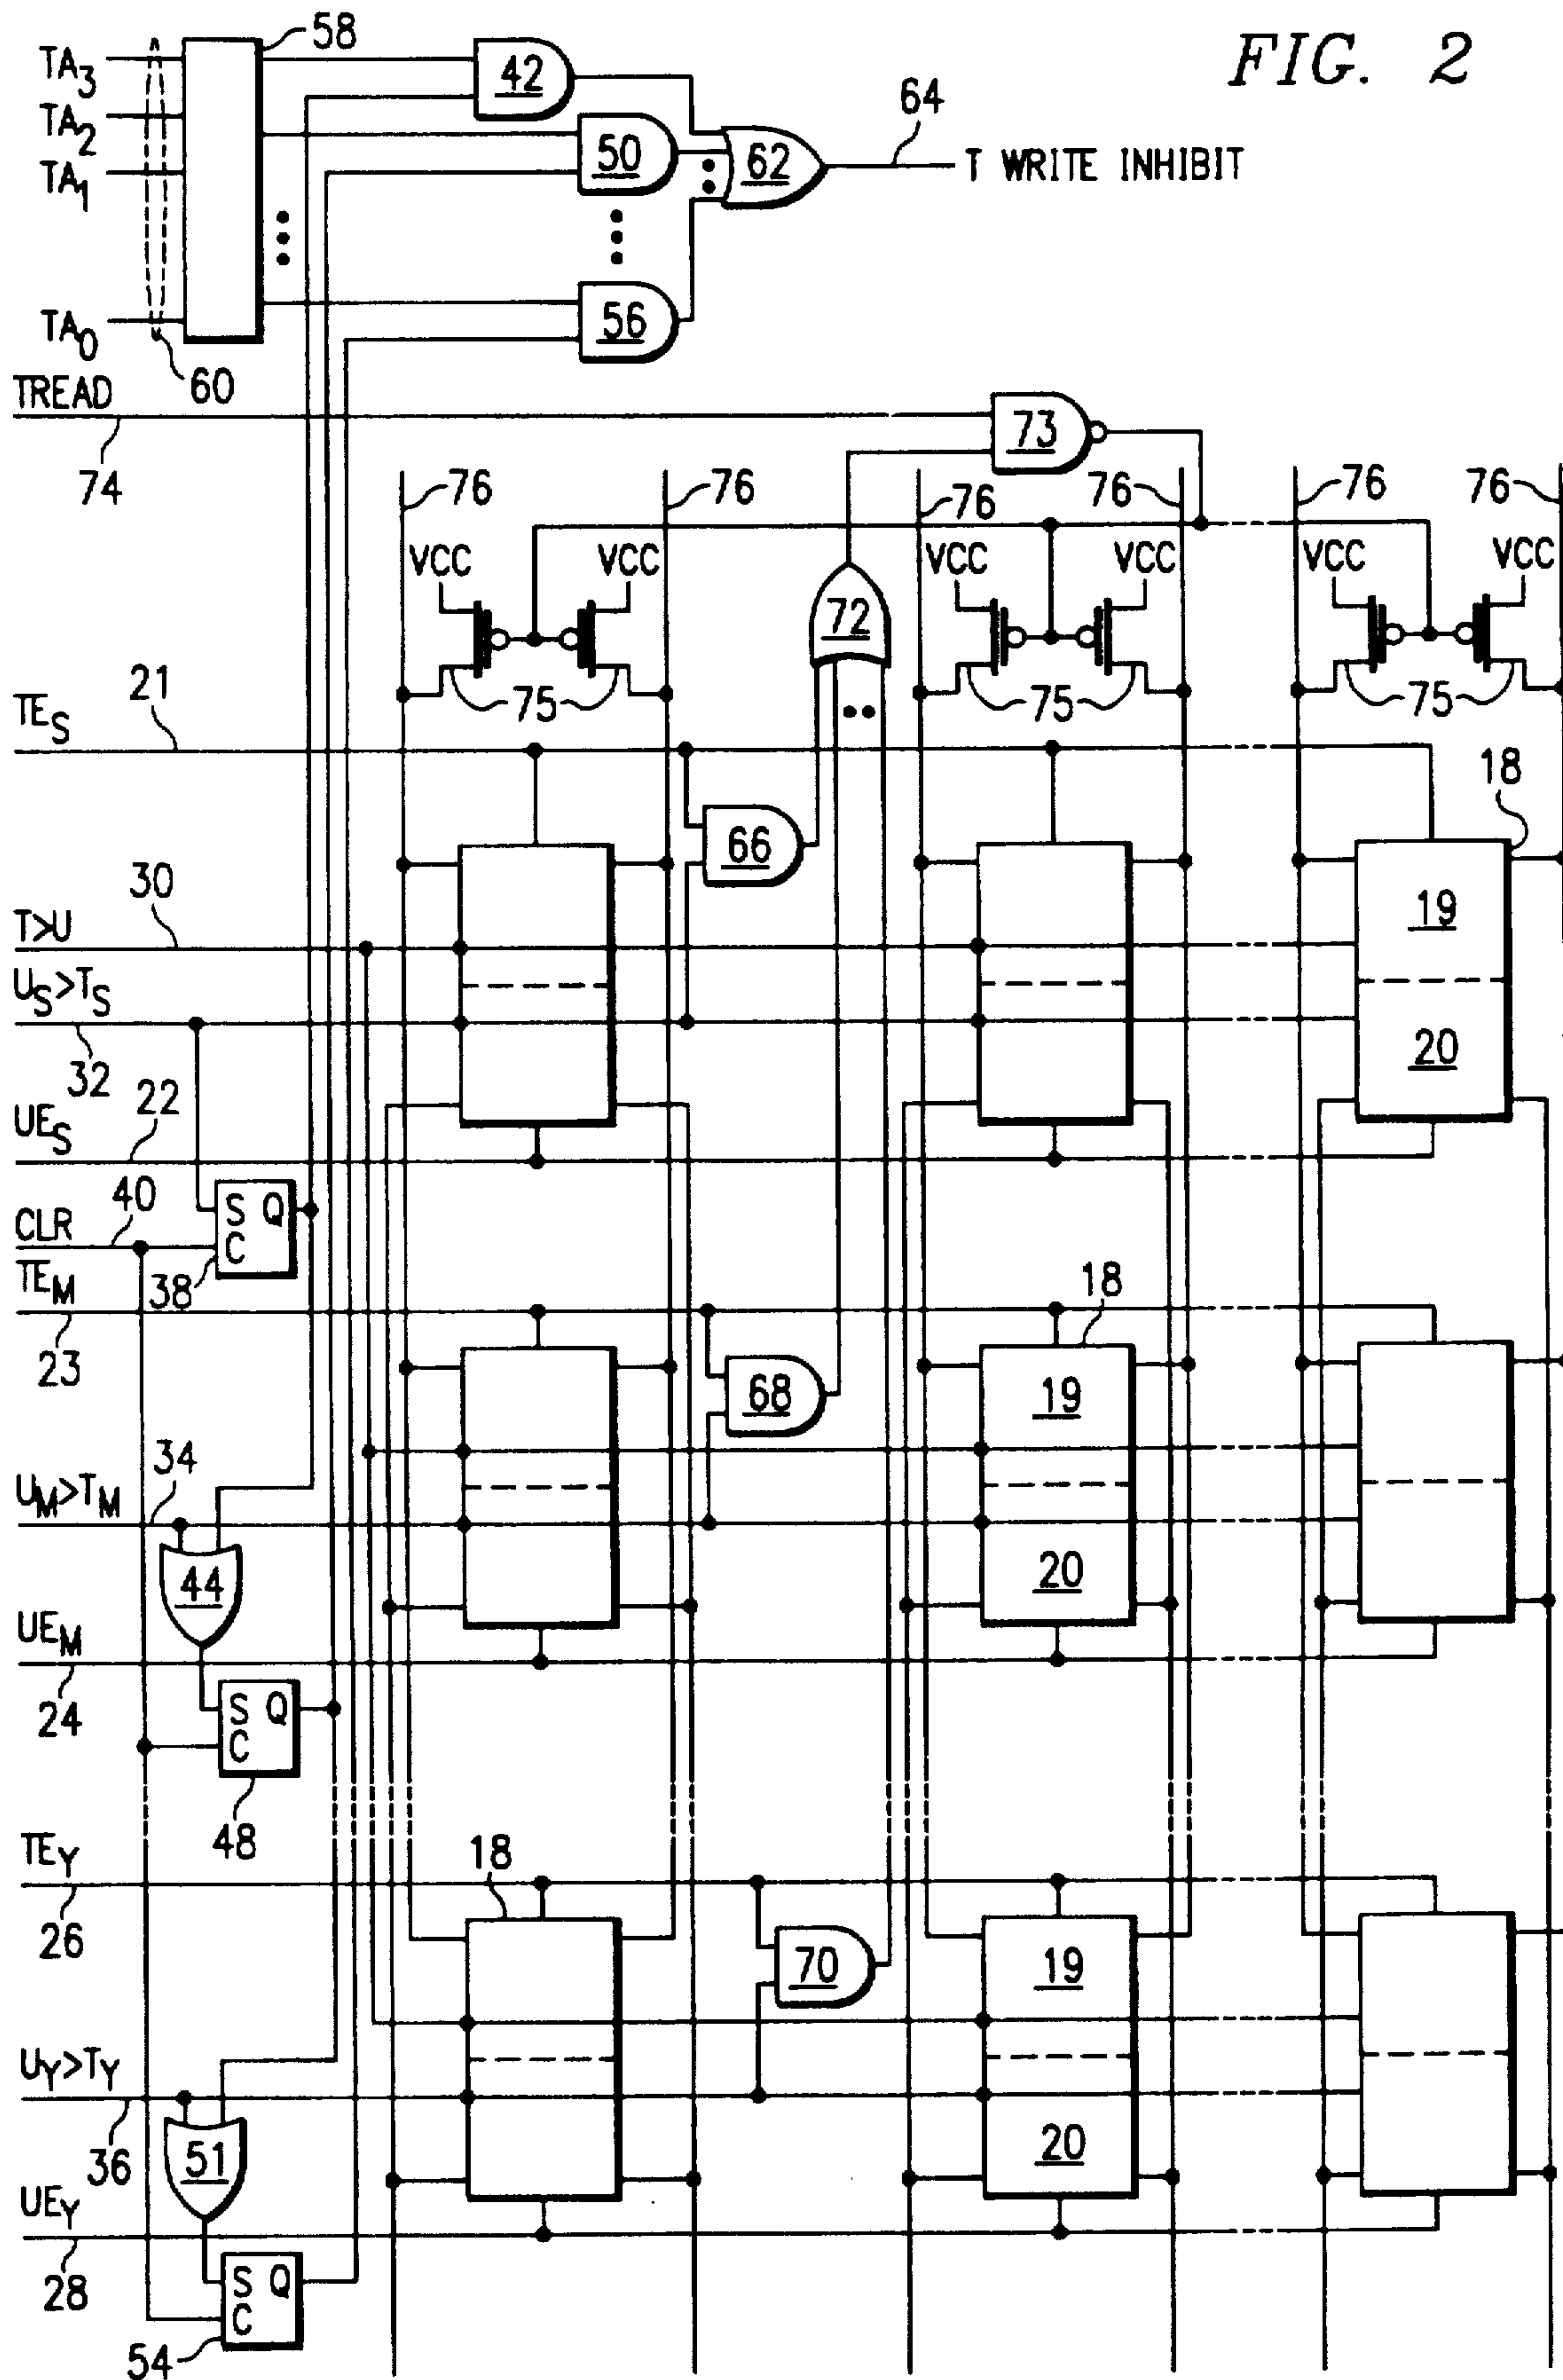 FIG. 2
58
TA3
42
64
TA2
50
62
T WRITE INHIBIT
TA1
56
TA0
60
TREAD
73
74
76
76
76
76
76
76
VCC
VCC
VCC
VCC
VCC
VCC
72
75
75
75
21
TES
18
66
30
T>U
19
US>TS
32
20
22
UES
40
S Q
CLR
C
38
TEM
18
23
68
19
34
UM>TM
44
20
UEM
24
S Q
C
48
TEY
18
26
70
19
UY>TY
36
51
20
UEY
28
S Q
C
54